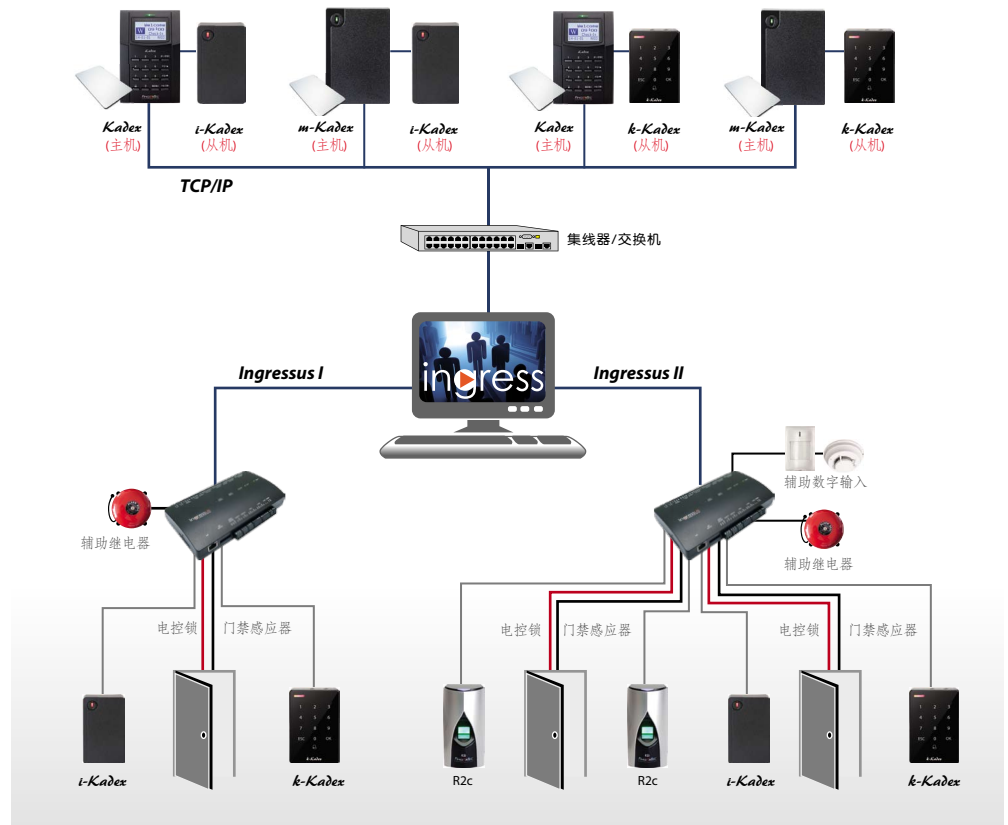 Kadex
(主机)
i-Kadex
(从机)
m-Kadex
(主机)
i-Kadex
(从机)
Kadex
(主机)
k-Kadex
(从机)
m-Kadex
(主机)
k-Kadex
(从机)
TCP/IP
集线器/交换机
ingress
Ingressus I
Ingressus II
辅助数字输入
辅助继电器
辅助继电器
电控锁
门禁感应器
电控锁
门禁感应器
电控锁
门禁感应器
i-Kadex
k-Kadex
R2c
R2c
i-Kadex
k-Kadex